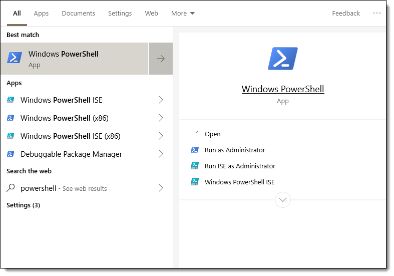 All Apps Documents Settings Web More Feedback ...
Best match
Windows PowerShell
App
Apps
Windows PowerShell ISE
Windows PowerShell (x86)
Windows PowerShell ISE (x86)
Debuggable Package Manager
Search the web
powershell - See web results
Settings (3)
Windows PowerShell
App
Open
Run as Administrator
Run ISE as Administrator
Windows PowerShell ISE